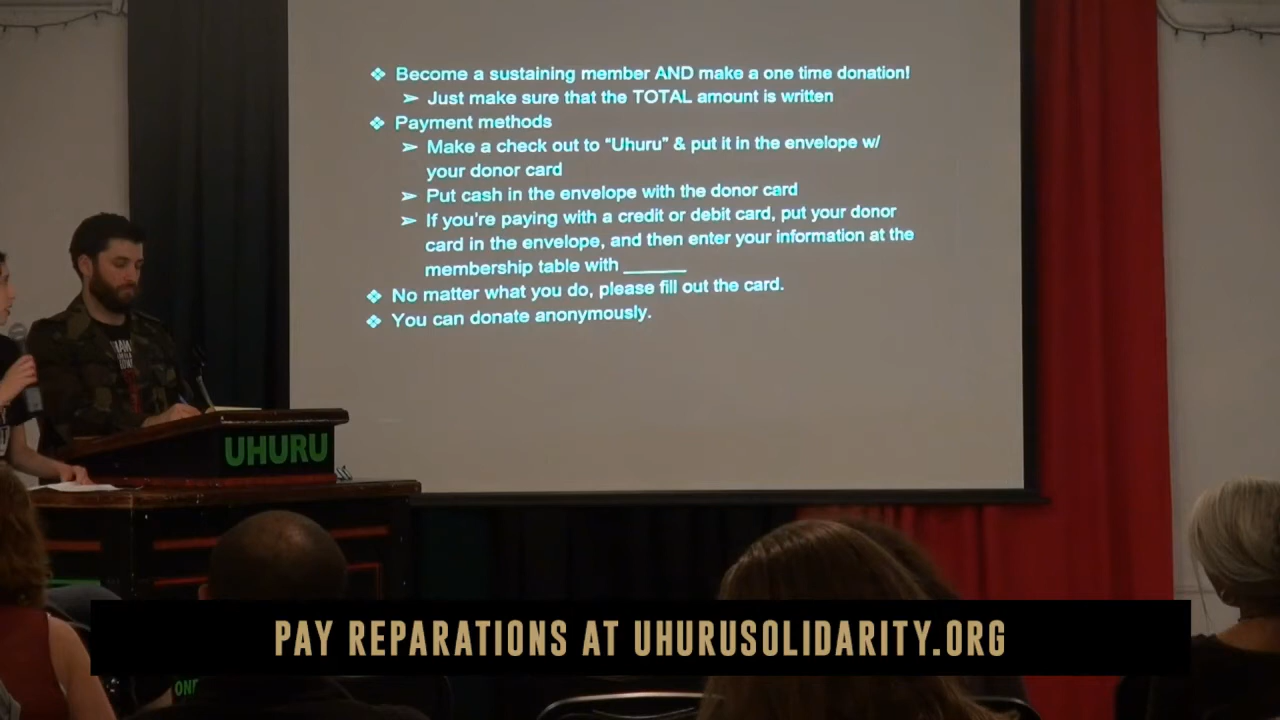 ❖ Become a sustaining member AND make a one time donation!
➢ Just make sure that the TOTAL amount is written
❖ Payment methods
➢ Make a check out to “Uhuru” & put it in the envelope w/
your donor card
➢ Put cash in the envelope with the donor card
➢ If you're paying with a credit or debit card, put your donor
card in the envelope, and then enter your information at the
membership table with ______
❖ No matter what you do, please fill out the card.
❖ You can donate anonymously.
UHURU
PAY REPARATIONS AT UHURUSOLIDARITY.ORG